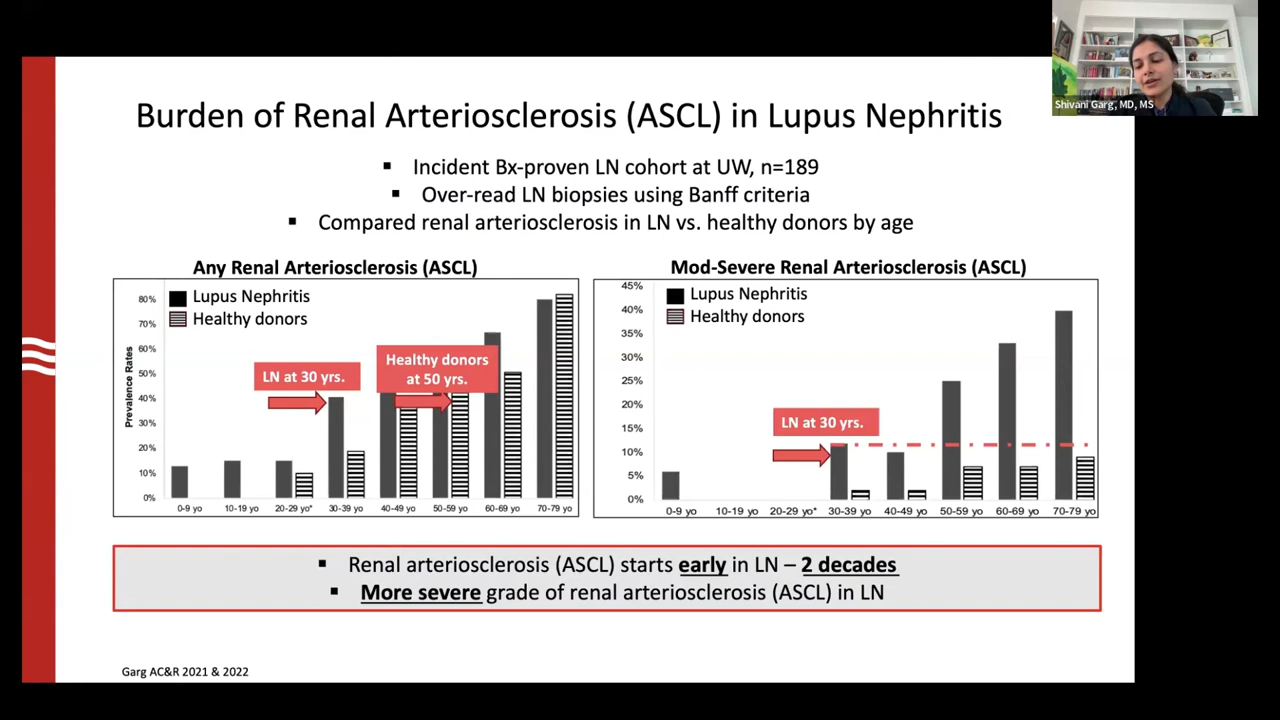 Shivani Garg, MD, MS
Burden of Renal Arteriosclerosis (ASCL) in Lupus Nephritis
▪ Incident Bx-proven LN cohort at UW, n=189
▪ Over-read LN biopsies using Banff criteria
▪ Compared renal arteriosclerosis in LN vs. healthy donors by age
Any Renal Arteriosclerosis (ASCL)
Prevalence Rates
80%
70%
60%
50%
40%
30%
20%
10%
0%
Lupus Nephritis
Healthy donors
LN at 30 yrs.
Healthy donors
at 50 yrs.
0-9 yo 10-19 yo 20-29 yo* 30-39 yo 40-49 yo 50-59 yo 60-69 yo 70-79 yo
Mod-Severe Renal Arteriosclerosis (ASCL)
45%
40%
35%
30%
25%
20%
15%
10%
5%
0%
Lupus Nephritis
Healthy donors
LN at 30 yrs.
0-9 yo 10-19 yo 20-29 yo* 30-39 yo 40-49 yo 50-59 yo 60-69 yo 70-79 yo
▪ Renal arteriosclerosis (ASCL) starts early in LN – 2 decades
▪ More severe grade of renal arteriosclerosis (ASCL) in LN
Garg AC&R 2021 & 2022